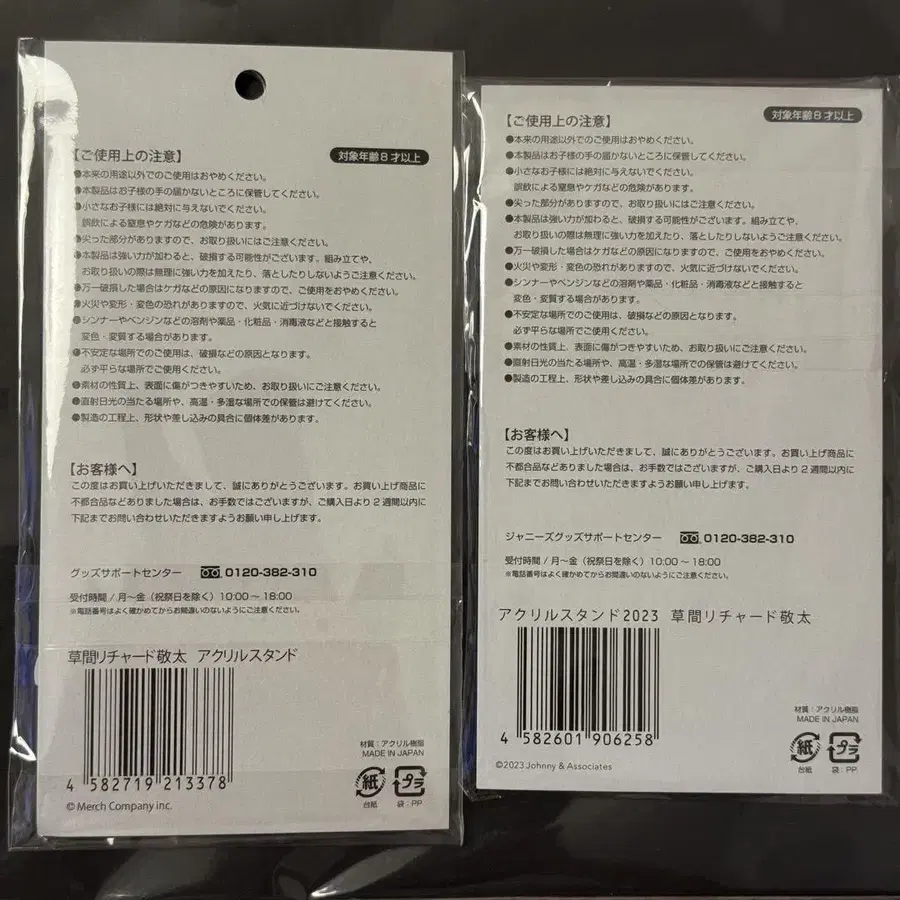 【ご使用上の注意】
対象年齢8才以上
●本来の用途以外でのご使用はおやめください。
●本製品はお子様の手の届かないところに保管してください。
●小さなお子様には絶対に与えないでください。
誤飲による窒息やケガなどの危険があります。
●尖った部分がありますので、お取り扱いにはご注意ください。
●本製品は強い力が加わると、破損する可能性がございます。組み立てや、
お取り扱いの際は無理に強い力を加えたり、落としたりしないようご注意ください。
●万一破損した場合はケガなどの原因になりますので、ご使用をおやめください。
●火災や変形・変色の恐れがありますので、火気に近づけないでください。
●シンナーやベンジンなどの溶剤や薬品・化粧品・消毒液などと接触すると
変色・変質する場合があります。
●不安定な場所でのご使用は、破損などの原因となります。
必ず平らな場所でご使用ください。
●素材の性質上、表面に傷がつきやすいため、お取り扱いにご注意ください。
●直射日光の当たる場所や、高温・多湿な場所での保管は避けてください。
●製造の工程上、形状や差し込みの具合に個体差があります。
【お客様へ】
この度はお買い上げいただきまして、誠にありがとうございます。お買い上げ商品に
不都合品などありました場合は、お手数ではございますが、ご購入日より2週間以内に
下記までお問い合わせいただきますようお願い申し上げます。
グッズサポートセンター 0120-382-310
受付時間 / 月〜金（祝祭日を除く）10:00〜18:00
※電話番号はよく確かめてからお間違いのないようにご注意ください。
草間リチャード敬太 アクリルスタンド
4 582719 213378
© Merch Company inc.
材質：アクリル樹脂
MADE IN JAPAN
紙 プラ
台紙 袋：PP
【ご使用上の注意】
対象年齢8才以上
●本来の用途以外でのご使用はおやめください。
●本製品はお子様の手の届かないところに保管してください。
●小さなお子様には絶対に与えないでください。
誤飲による窒息やケガなどの危険があります。
●尖った部分がありますので、お取り扱いにはご注意ください。
●本製品は強い力が加わると、破損する可能性がございます。組み立てや、
お取り扱いの際は無理に強い力を加えたり、落としたりしないようご注意ください。
●万一破損した場合はケガなどの原因になりますので、ご使用をおやめください。
●火災や変形・変色の恐れがありますので、火気に近づけないでください。
●シンナーやベンジンなどの溶剤や薬品・化粧品・消毒液などと接触すると
変色・変質する場合があります。
●不安定な場所でのご使用は、破損などの原因となります。
必ず平らな場所でご使用ください。
●素材の性質上、表面に傷がつきやすいため、お取り扱いにご注意ください。
●直射日光の当たる場所や、高温・多湿な場所での保管は避けてください。
●製造の工程上、形状や差し込みの具合に個体差があります。
【お客様へ】
この度はお買い上げいただきまして、誠にありがとうございます。お買い上げ商品に
不都合品などありました場合は、お手数ではございますが、ご購入日より2週間以内に
下記までお問い合わせいただきますようお願い申し上げます。
ジャニーズグッズサポートセンター 0120-382-310
受付時間 / 月〜金（祝祭日を除く）10:00〜18:00
※電話番号はよく確かめてからお間違いのないようにご注意ください。
アクリルスタンド2023 草間リチャード敬太
4 582601 906258
©2023 Johnny & Associates
材質：アクリル樹脂
MADE IN JAPAN
紙 プラ
台紙 袋：PP